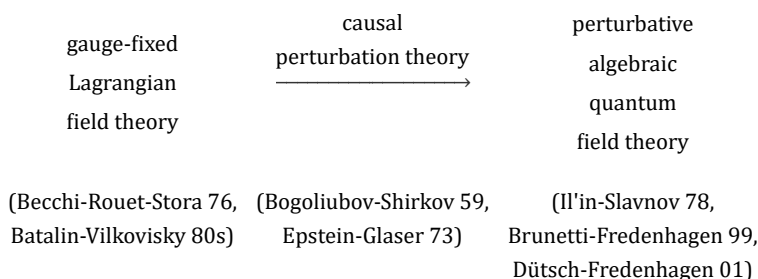 gauge-fixed
Lagrangian
field theory
causal
perturbation theory
perturbative
algebraic
quantum
field theory
(Becchi-Rouet-Stora 76,
Batalin-Vilkovisky 80s)
(Bogoliubov-Shirkov 59,
Epstein-Glaser 73)
(Il'in-Slavnov 78,
Brunetti-Fredenhagen 99,
Dütsch-Fredenhagen 01)